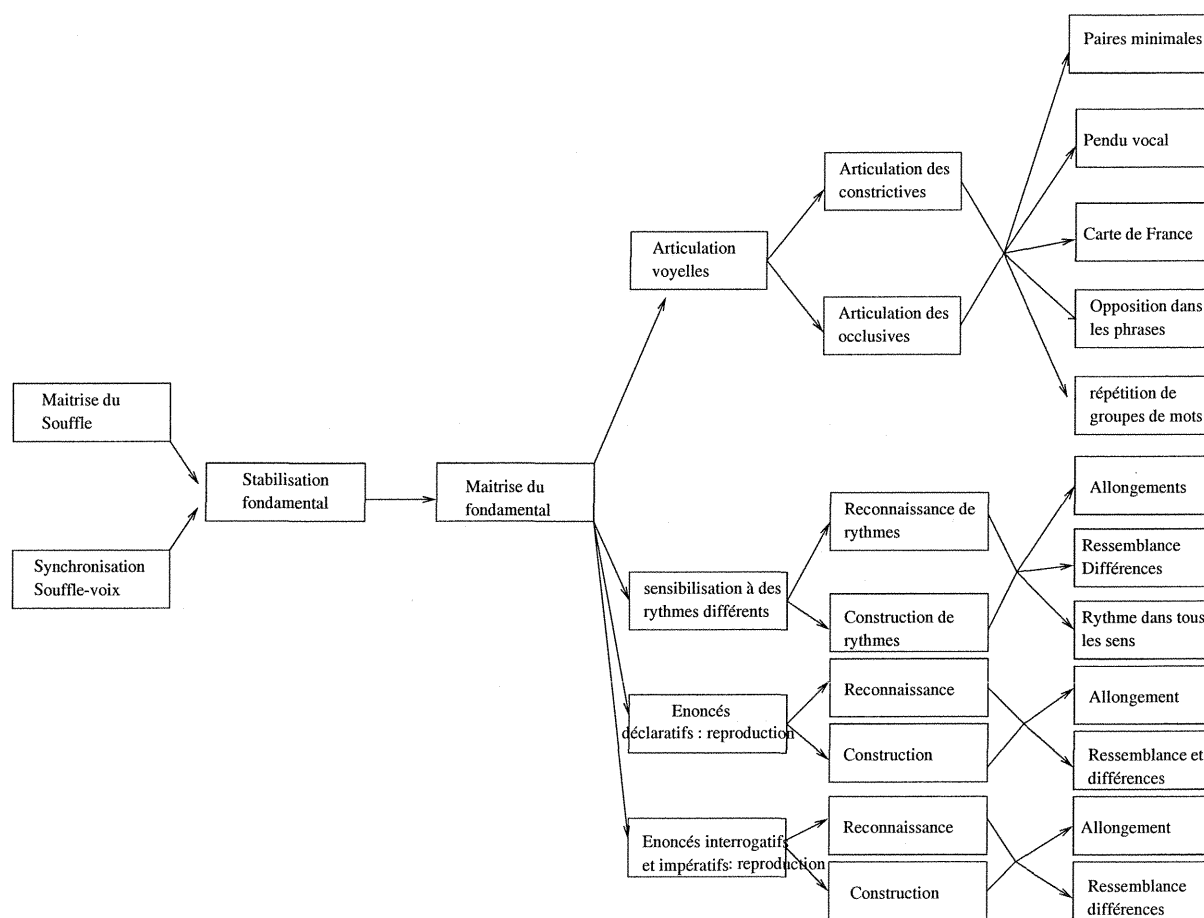 Maitrise du
Souffle
Synchronisation
Souffle-voix
Stabilisation
fondamental
Maitrise du
fondamental
Articulation
voyelles
sensibilisation à des
rythmes différents
Enoncés
déclaratifs : reproduction
Enoncés interrogatifs
et impératifs: reproduction
Articulation des
constrictives
Articulation des
occlusives
Reconnaissance de
rythmes
Construction de
rythmes
Reconnaissance
Construction
Reconnaissance
Construction
Paires minimales
Pendu vocal
Carte de France
Opposition dans
les phrases
répétition de
groupes de mots
Allongements
Ressemblance
Différences
Rythme dans tous
les sens
Allongement
Ressemblance et
différences
Allongement
Ressemblance
différences